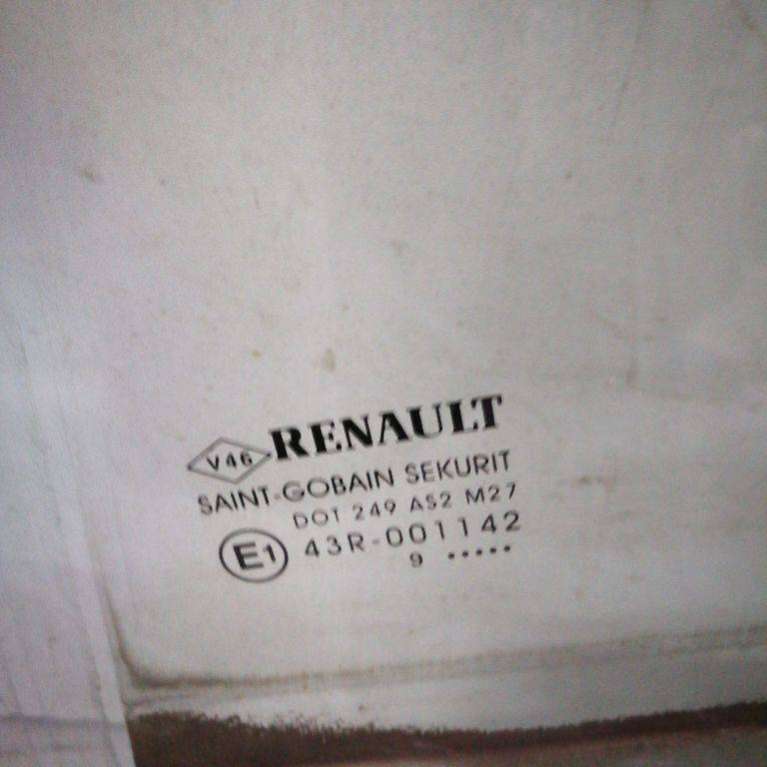 RENAULT
V46
SAINT-GOBAIN SEKURIT
DOT 249 AS2 M27
E1 43R-001142
9 •••••